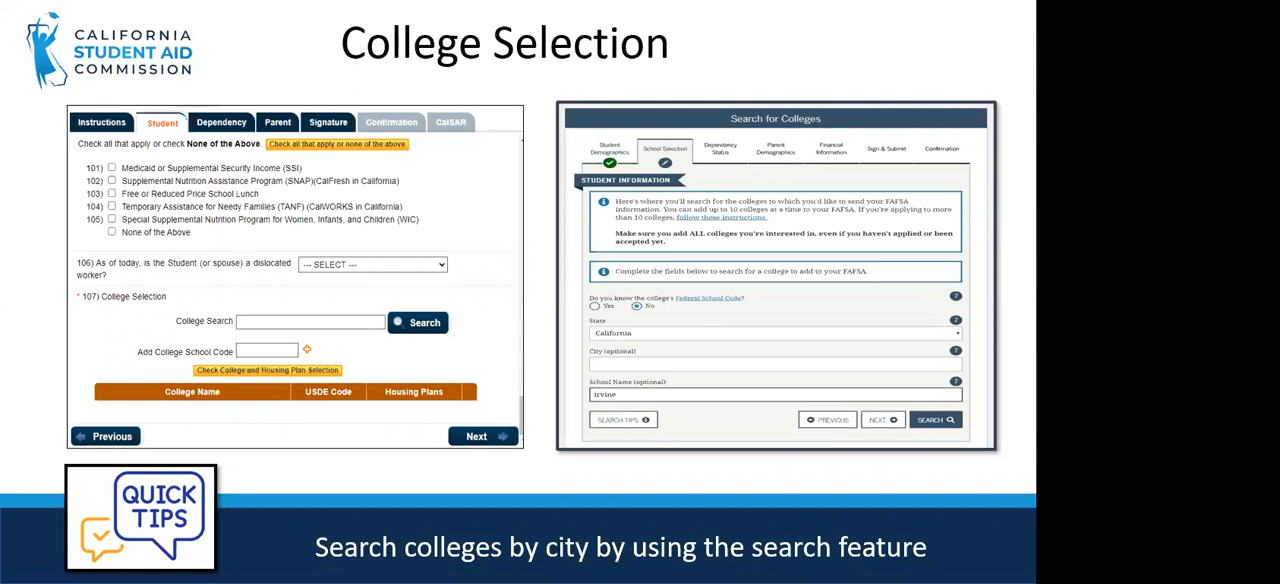 CALIFORNIA
STUDENT AID
COMMISSION
College Selection
Instructions
Student
Dependency
Parent
Signature
Confirmation
CalSAR
Check all that apply or check None of the Above.
Check all that apply or none of the above
101) Medicaid or Supplemental Security Income (SSI)
102) Supplemental Nutrition Assistance Program (SNAP)(CalFresh in California)
103) Free or Reduced Price School Lunch
104) Temporary Assistance for Needy Families (TANF) (CalWORKS in California)
105) Special Supplemental Nutrition Program for Women, Infants, and Children (WIC)
None of the Above
106) As of today, is the Student (or spouse) a dislocated
worker?
--- SELECT ---
* 107) College Selection
College Search
Search
Add College School Code
Check College and Housing Plan Selection
College Name
USDE Code
Housing Plans
Previous
Next
Search for Colleges
Student
Demographics
School Selection
Dependency
Status
Parent
Demographics
Financial
Information
Sign & Submit
Confirmation
STUDENT INFORMATION
Here's where you'll search for the colleges to which you'd like to send your FAFSA
information. You can add up to 10 colleges at a time to your FAFSA. If you're applying to more
than 10 colleges, follow these instructions.
Make sure you add ALL colleges you're interested in, even if you haven't applied or been
accepted yet.
Complete the fields below to search for a college to add to your FAFSA.
Do you know the college's Federal School Code?
Yes
No
State
California
City (optional)
School Name (optional)
irvine
SEARCH TIPS
PREVIOUS
NEXT
SEARCH
QUICK
TIPS
Search colleges by city by using the search feature